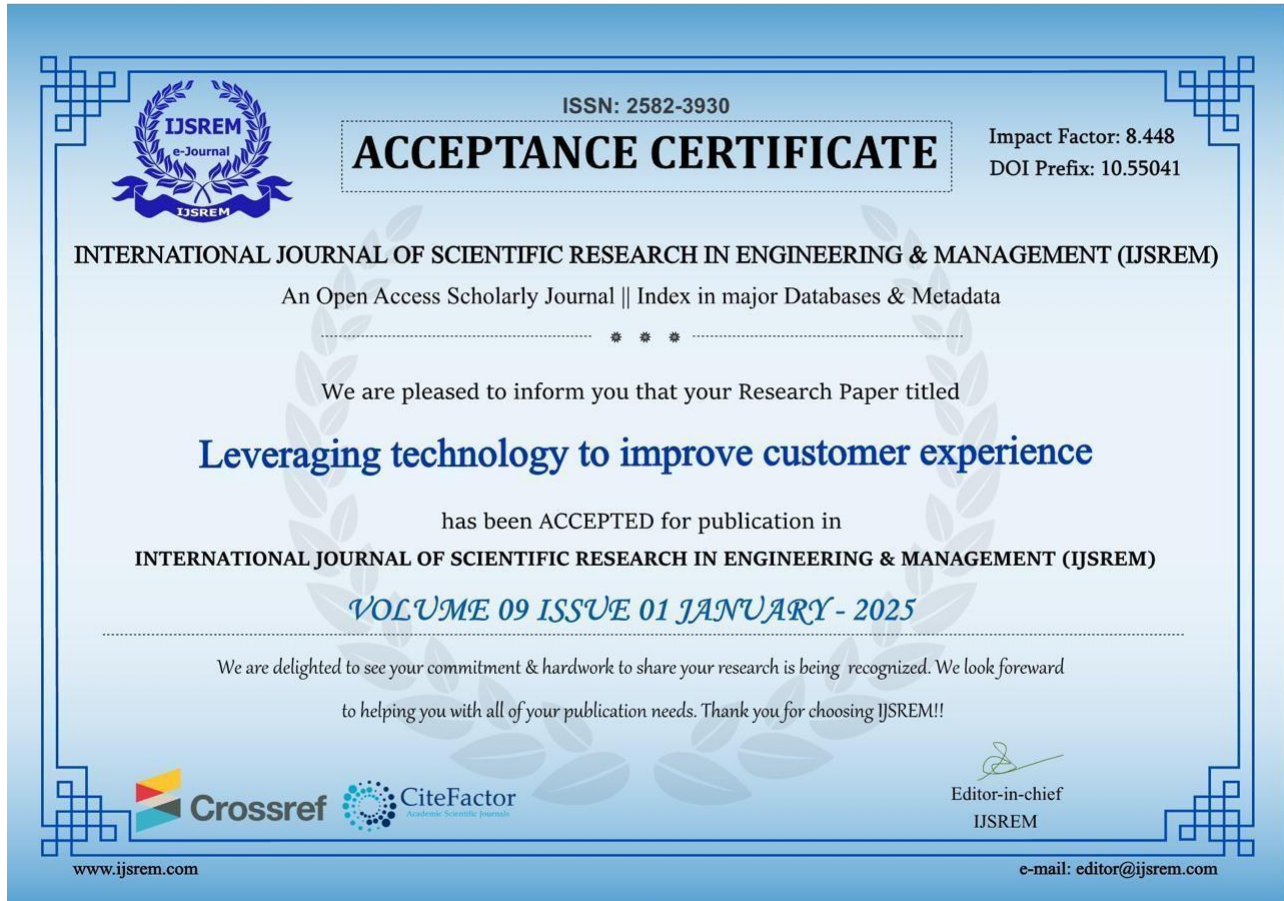 IJSREM
e-Journal
IJSREM
ISSN: 2582-3930
ACCEPTANCE CERTIFICATE
Impact Factor: 8.448
DOI Prefix: 10.55041
INTERNATIONAL JOURNAL OF SCIENTIFIC RESEARCH IN ENGINEERING & MANAGEMENT (IJSREM)
An Open Access Scholarly Journal || Index in major Databases & Metadata
We are pleased to inform you that your Research Paper titled
Leveraging technology to improve customer experience
has been ACCEPTED for publication in
INTERNATIONAL JOURNAL OF SCIENTIFIC RESEARCH IN ENGINEERING & MANAGEMENT (IJSREM)
VOLUME 09 ISSUE 01 JANUARY - 2025
We are delighted to see your commitment & hardwork to share your research is being recognized. We look foreward
to helping you with all of your publication needs. Thank you for choosing IJSREM!!
Crossref
CiteFactor
Academic Scientific Journals
Editor-in-chief
IJSREM
www.ijsrem.com
e-mail: editor@ijsrem.com